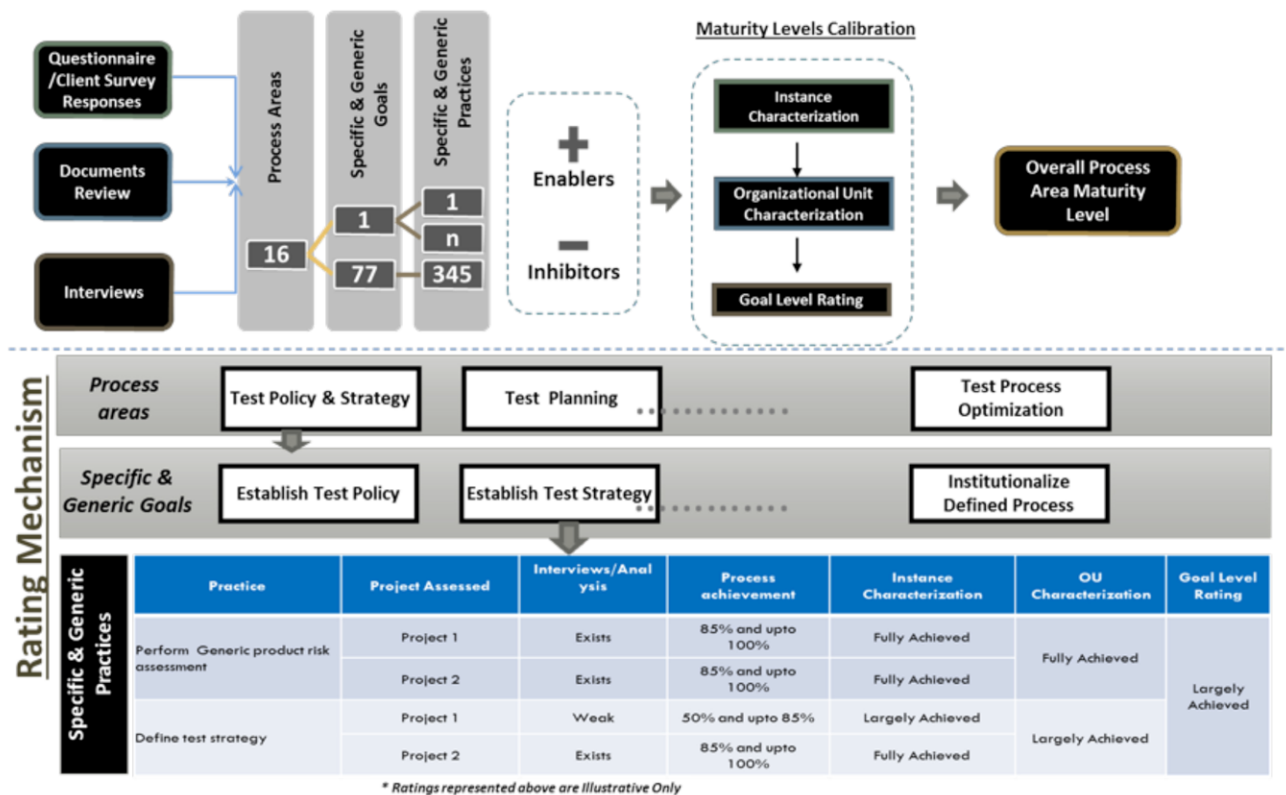 Maturity Levels Calibration
Questionnaire
/Client Survey
Responses
Documents
Review
Interviews
Process Areas
Specific & Generic
Goals
Specific & Generic
Practices
16
1
77
1
n
345
+
Enablers
−
Inhibitors
Instance
Characterization
Organizational Unit
Characterization
Goal Level Rating
Overall Process
Area Maturity
Level
Rating Mechanism
Process
areas
Test Policy & Strategy
Test Planning
Test Process
Optimization
Specific &
Generic Goals
Establish Test Policy
Establish Test Strategy
Institutionalize
Defined Process
Specific & Generic
Practices
Practice
Project Assessed
Interviews/Anal
ysis
Process
achievement
Instance
Characterization
OU
Characterization
Goal Level
Rating
Perform Generic product risk
assessment
Project 1
Exists
85% and upto
100%
Fully Achieved
Project 2
Exists
85% and upto
100%
Fully Achieved
Fully Achieved
Define test strategy
Project 1
Weak
50% and upto 85%
Largely Achieved
Project 2
Exists
85% and upto
100%
Fully Achieved
Largely Achieved
Largely
Achieved
* Ratings represented above are Illustrative Only